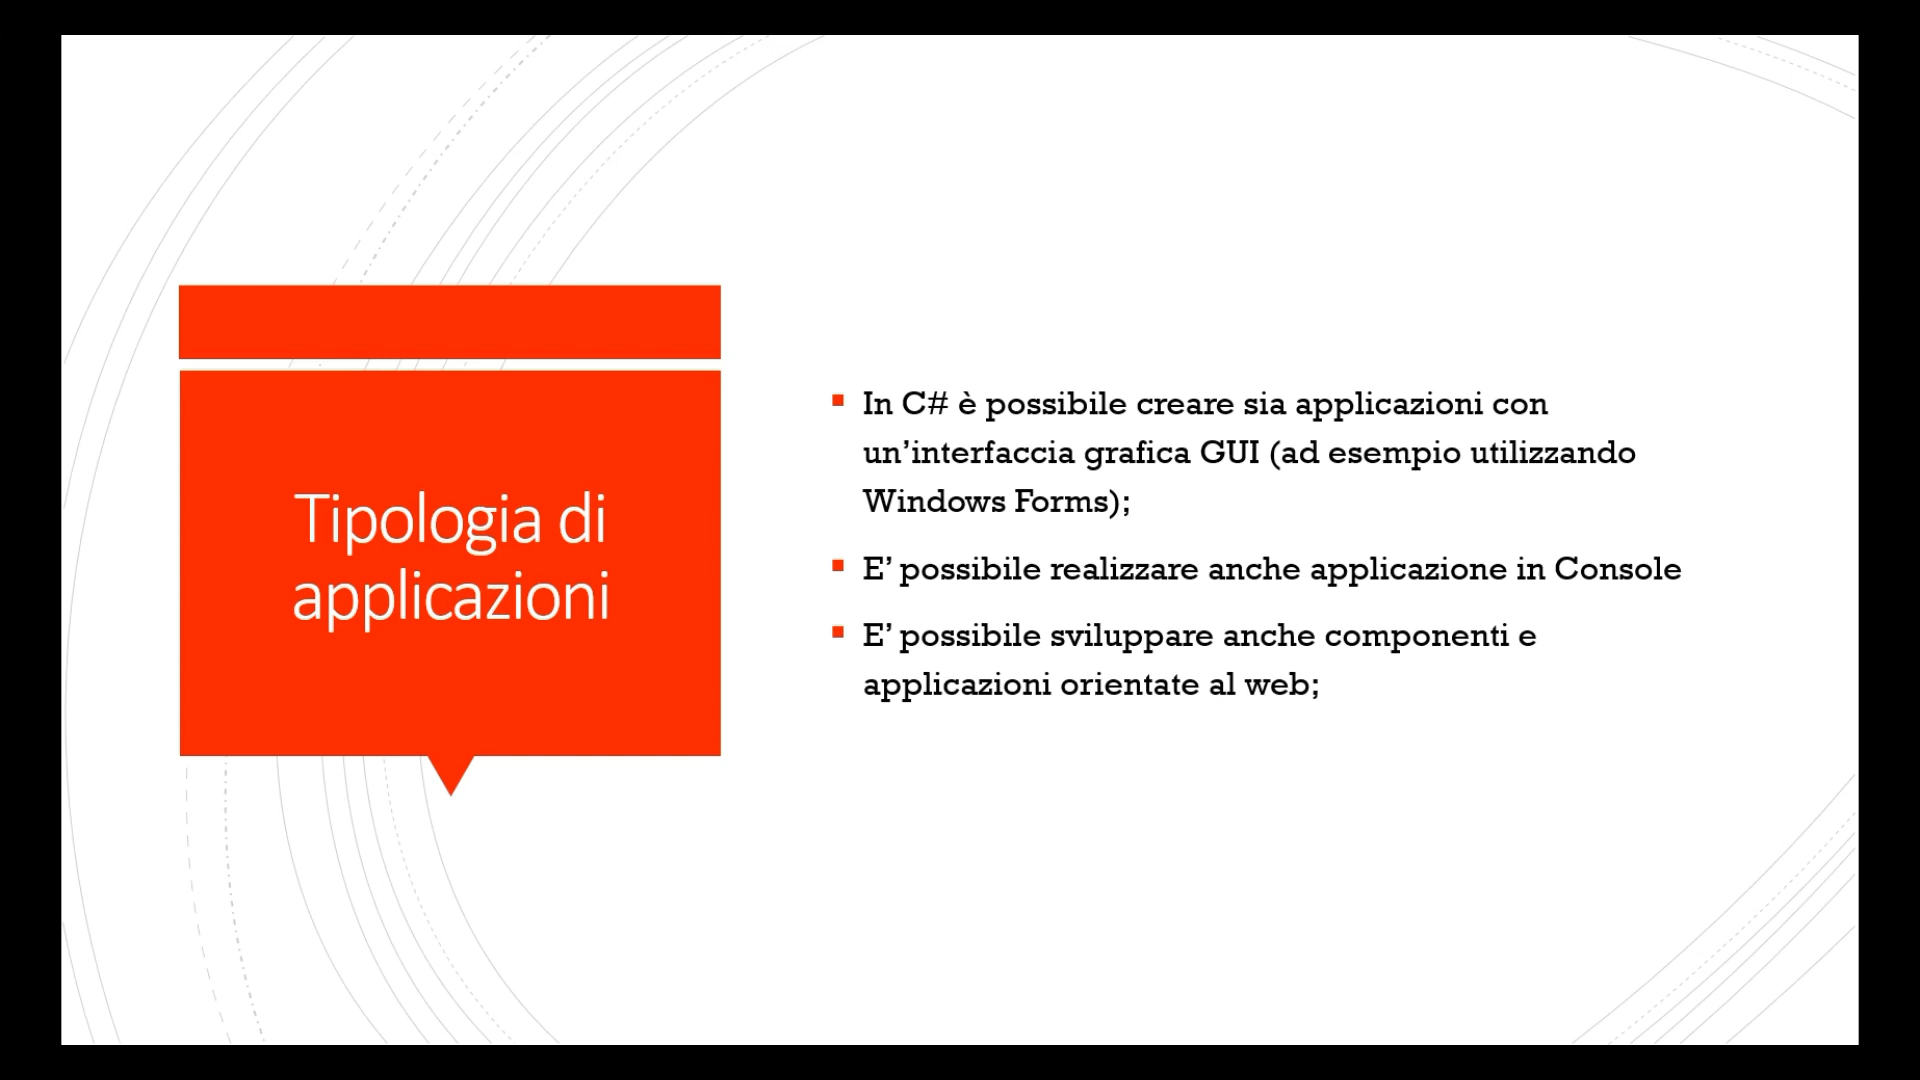 Tipologia di
applicazioni
In C# è possibile creare sia applicazioni con
un’interfaccia grafica GUI (ad esempio utilizzando
Windows Forms);
E’ possibile realizzare anche applicazione in Console
E’ possibile sviluppare anche componenti e
applicazioni orientate al web;